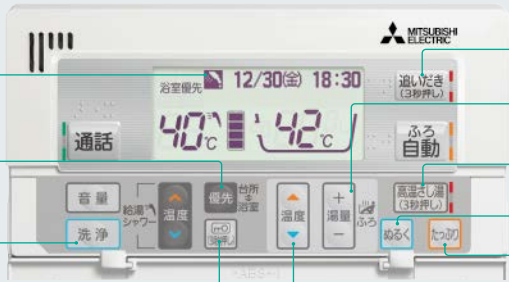 MITSUBISHI
ELECTRIC
浴室優先 12/30㊎ 18:30
40℃ 42℃
追いだき
(3秒押し)
通話
ふろ
自動
音量
給湯
シャワー
温度
優先
台所
浴室
温度
湯量
ふろ
高温さし湯
(3秒押し)
洗浄
ぬるく
たっぷり